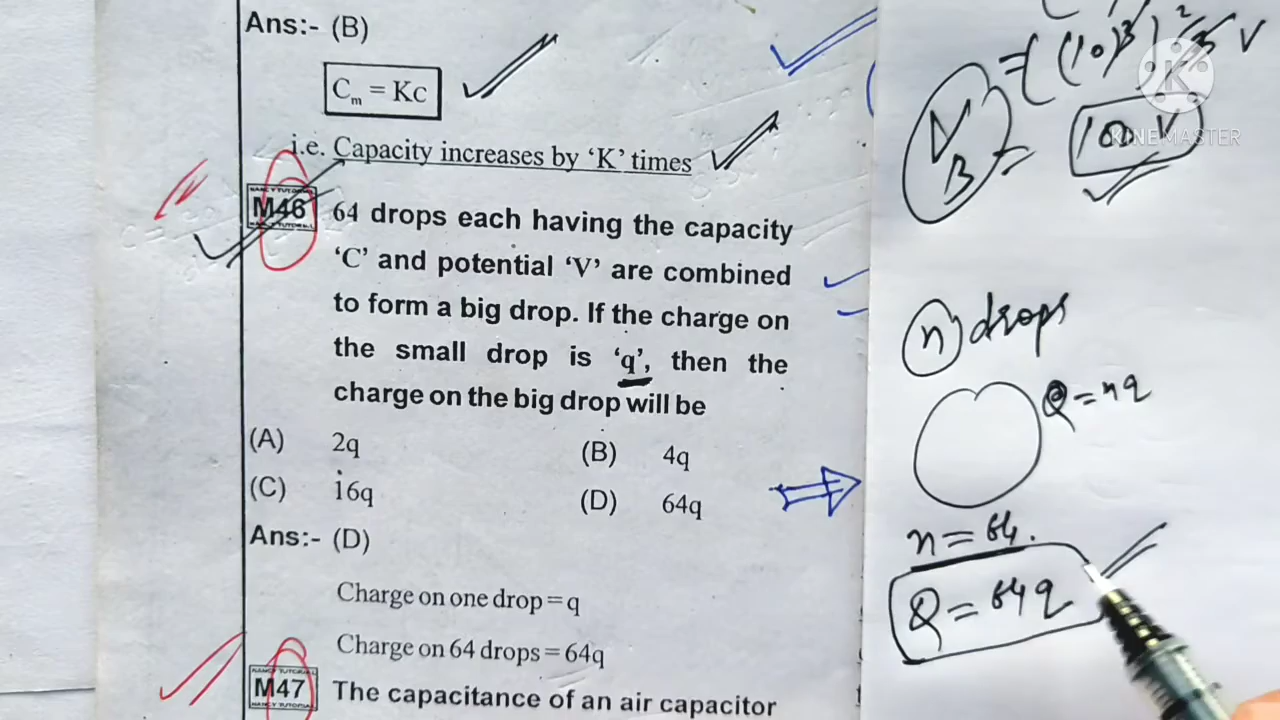 Ans:- (B)
Cm = Kc
i.e. Capacity increases by ‘K’ times
NANCY TUTORIAL
M46
64 drops each having the capacity
‘C’ and potential ‘V’ are combined
to form a big drop. If the charge on
the small drop is ‘q’, then the
charge on the big drop will be
(A) 2q (B) 4q
(C) 16q (D) 64q
Ans:- (D)
Charge on one drop = q
Charge on 64 drops = 64q
M47
The capacitance of an air capacitor
VB =
KINEMASTER
n drops
Q = nq
n = 64.
Q = 64q